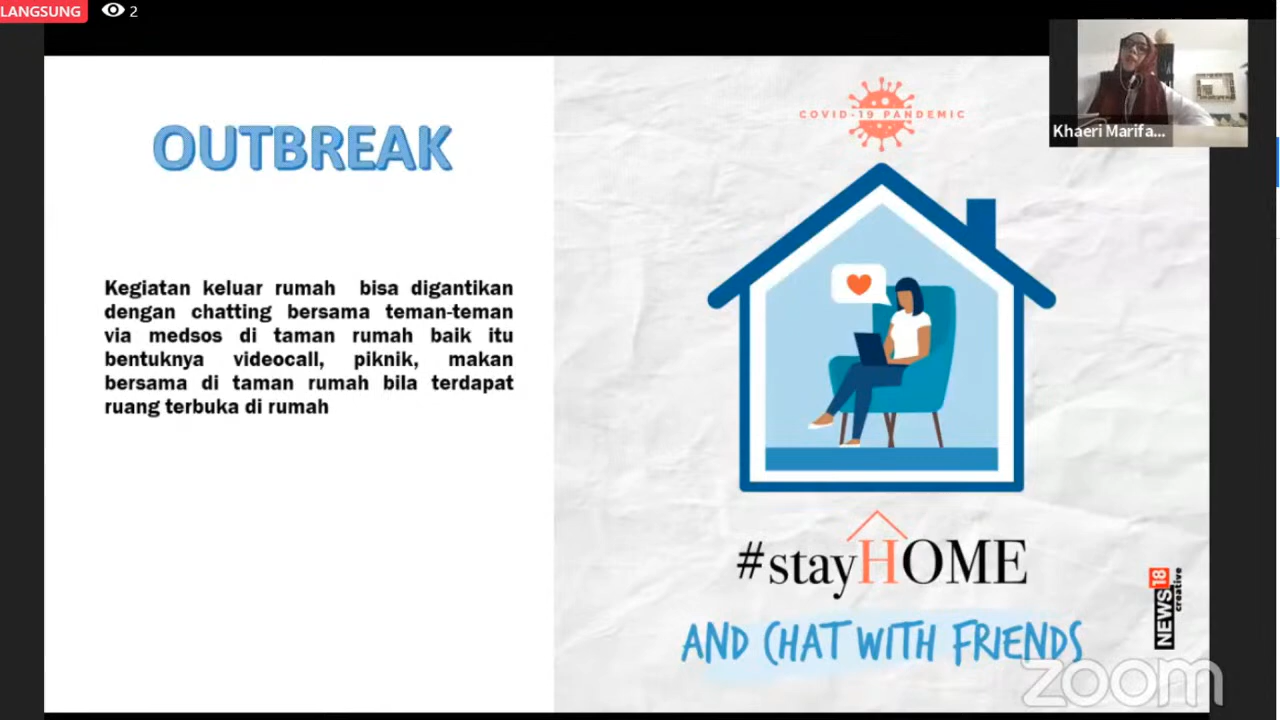 LANGSUNG
2
OUTBREAK
Kegiatan keluar rumah bisa digantikan
dengan chatting bersama teman-teman
via medsos di taman rumah baik itu
bentuknya videocall, piknik, makan
bersama di taman rumah bila terdapat
ruang terbuka di rumah
COVID-19 PANDEMIC
Khaeri Marifa...
#stayHOME
AND CHAT WITH FRIENDS
NEWS18
creative
zoom